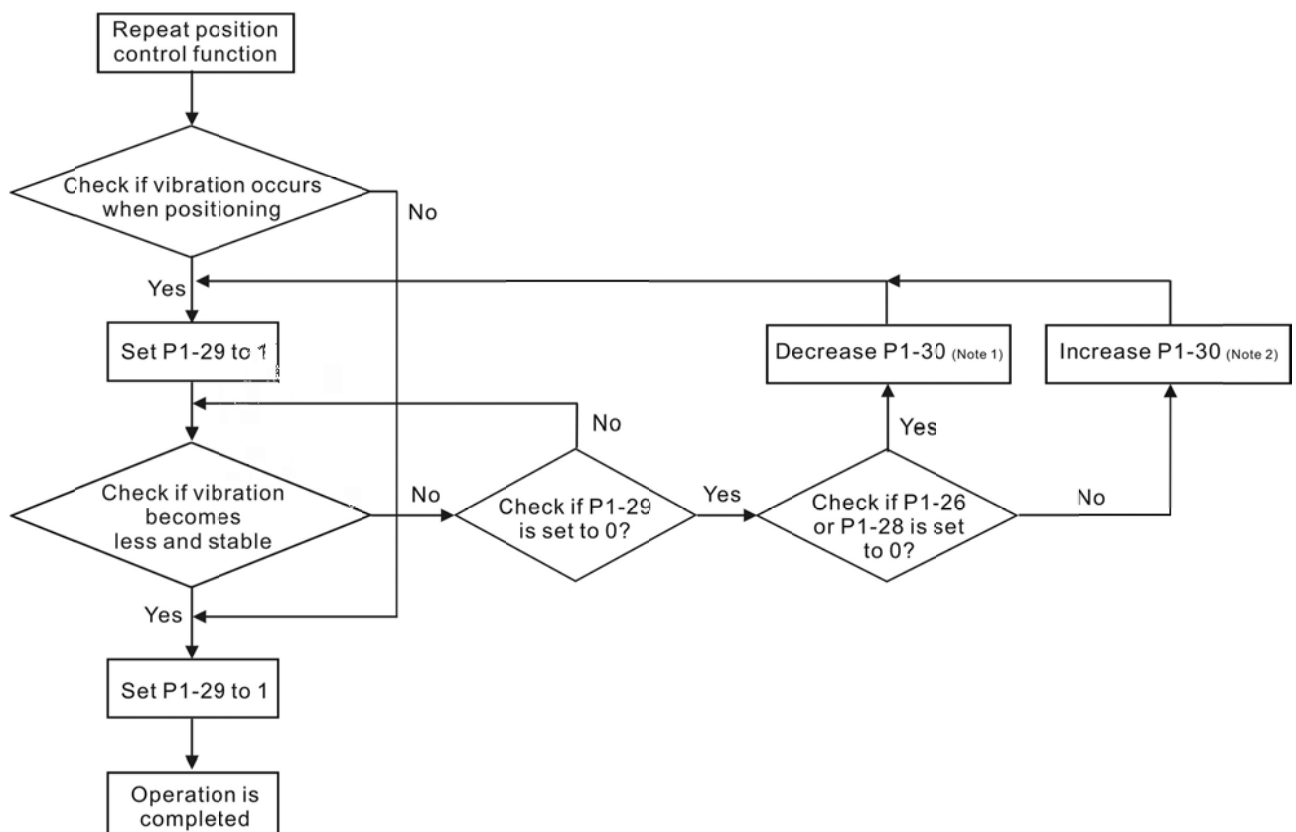 Repeat position
control function
Check if vibration occurs
when positioning
No
Yes
Set P1-29 to 1
Decrease P1-30 (Note 1)
Increase P1-30 (Note 2)
No
Yes
Check if vibration
becomes
less and stable
No
Check if P1-29
is set to 0?
Yes
Check if P1-26
or P1-28 is set
to 0?
No
Yes
Set P1-29 to 1
Operation is
completed